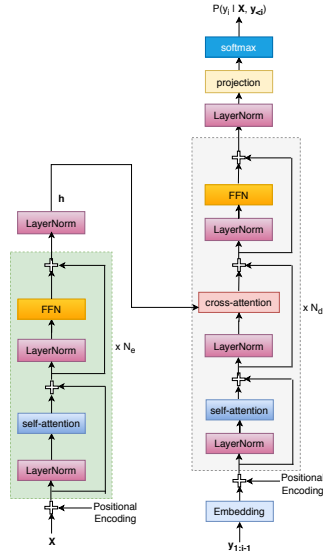 P(yi | X, y<i)
softmax
projection
LayerNorm
FFN
LayerNorm
cross-attention
x Nd
LayerNorm
self-attention
LayerNorm
Positional
Encoding
Embedding
y1:i-1
h
LayerNorm
FFN
x Ne
LayerNorm
self-attention
LayerNorm
Positional
Encoding
X